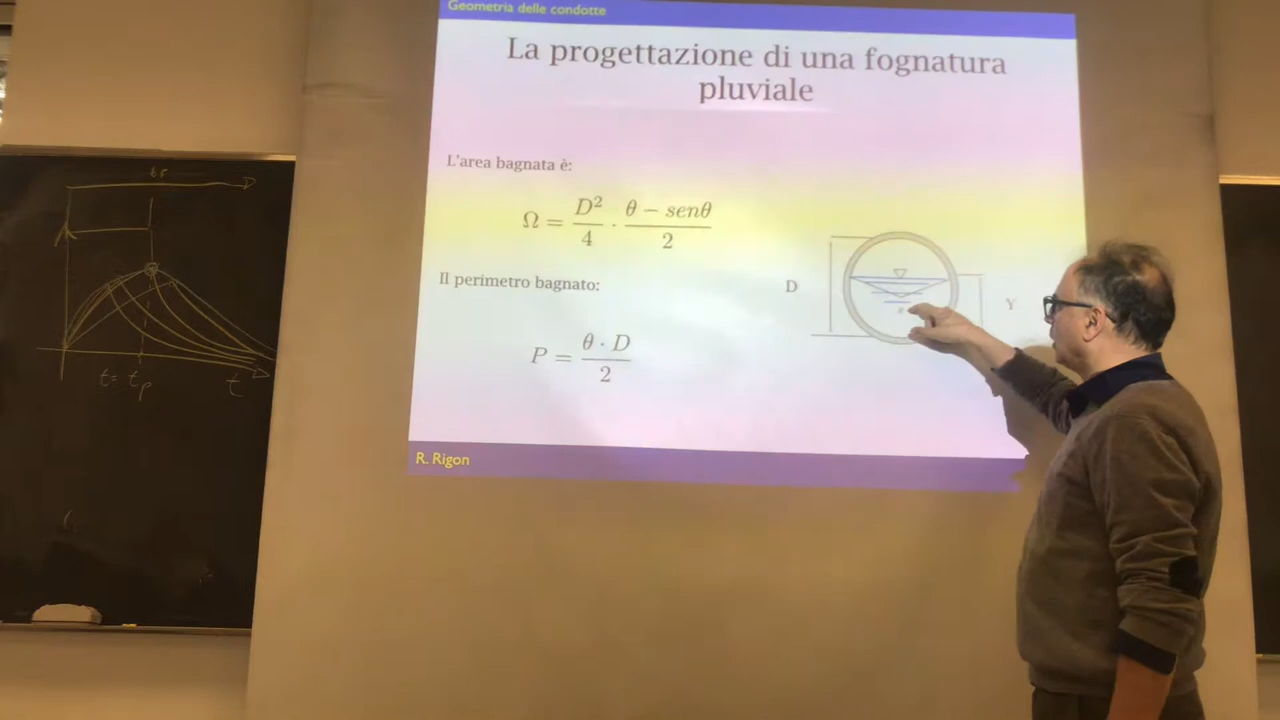 Geometria delle condotte
La progettazione di una fognatura
pluviale
L'area bagnata è:
Ω = D²/4 · θ − senθ/2
Il perimetro bagnato:
P = θ · D/2
D
Y
R. Rigon
t = tp
t